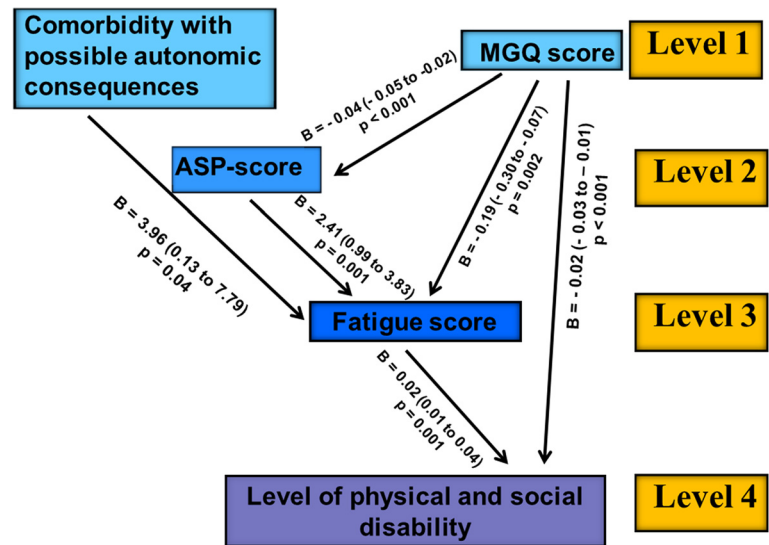 Comorbidity with
possible autonomic
consequences
MGQ score
Level 1
B = - 0.04 (- 0.05 to -0.02)
p < 0.001
ASP-score
Level 2
B = 3.96 (0.13 to 7.79)
p = 0.04
B = 2.41 (0.99 to 3.83)
p = 0.001
B = - 0.19 (- 0.30 to - 0.07)
p = 0.002
B = - 0.02 (- 0.03 to – 0.01)
p < 0.001
Fatigue score
Level 3
B = 0.02 (0.01 to 0.04)
p = 0.001
Level of physical and social
disability
Level 4